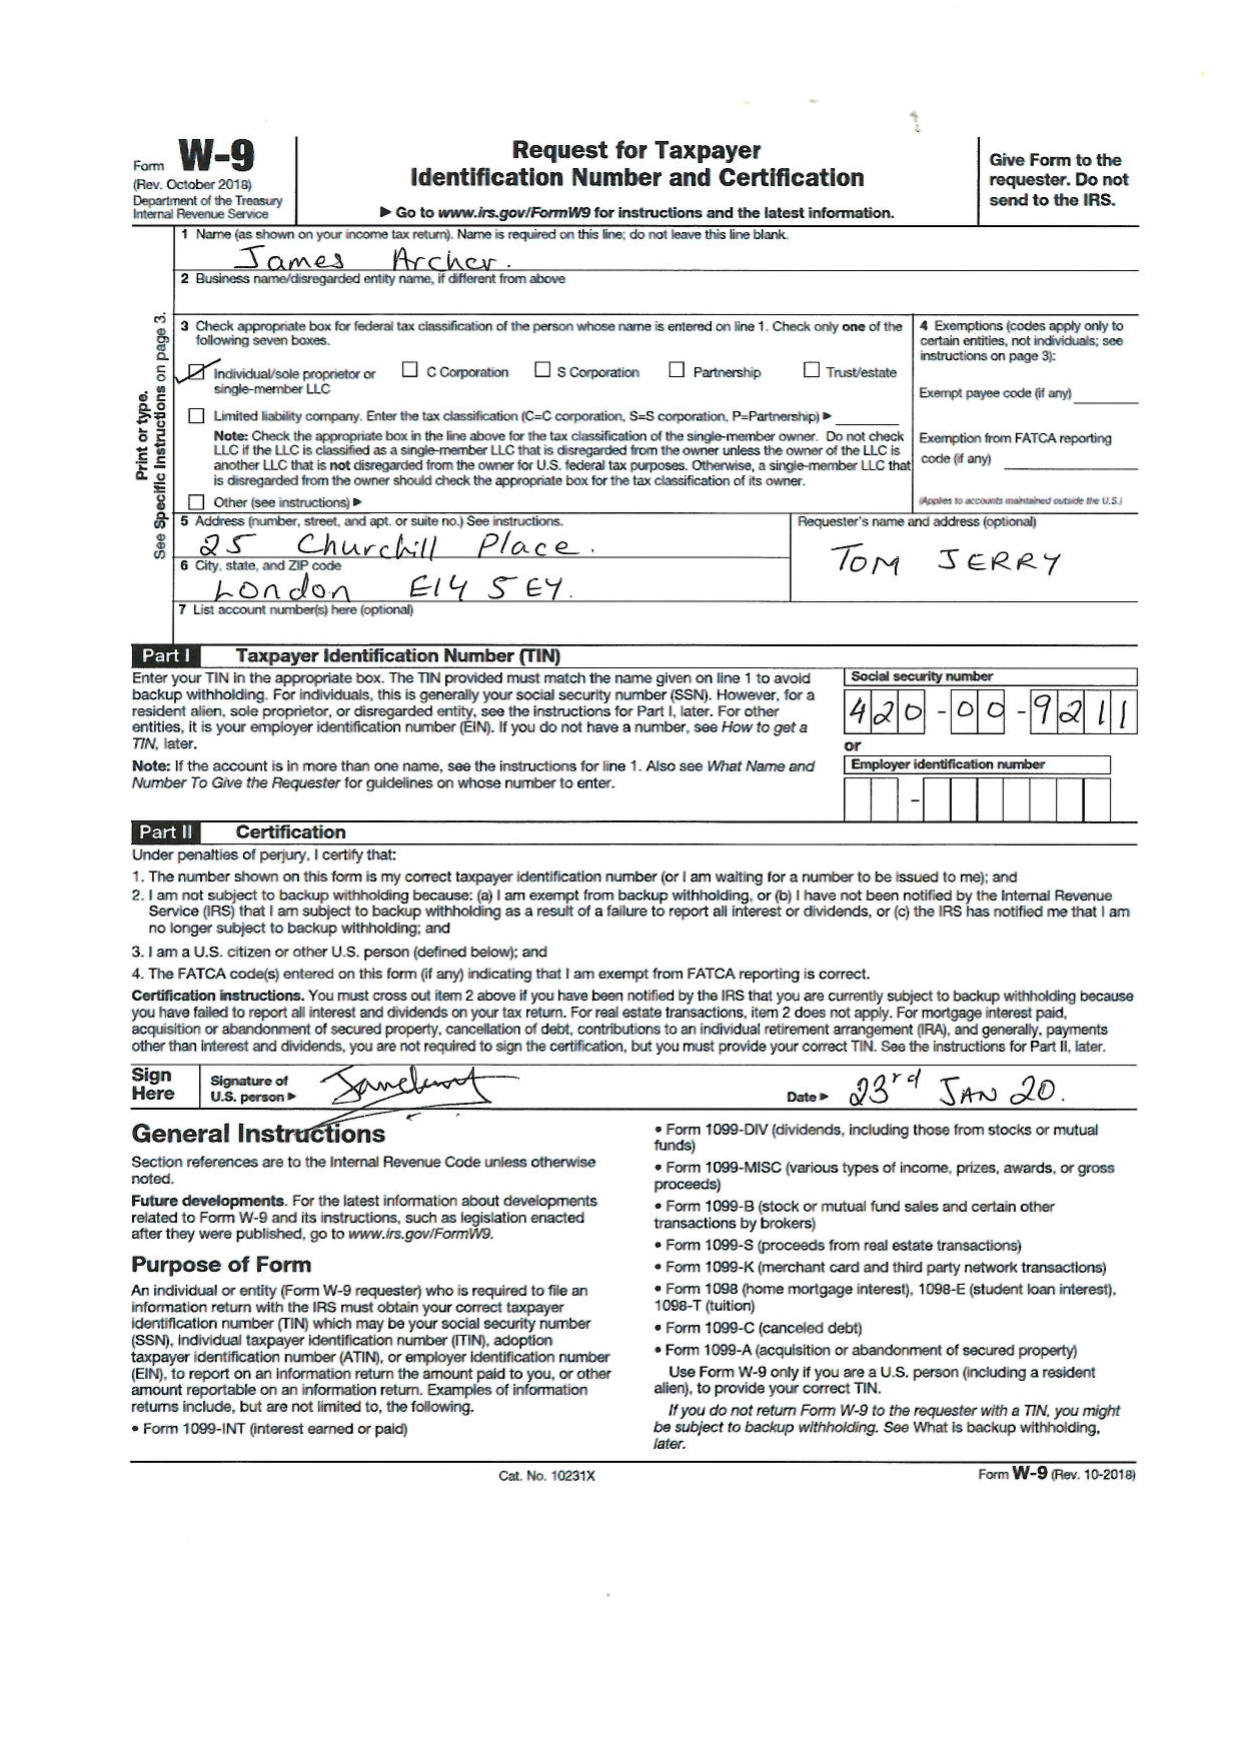 Form W-9
(Rev. October 2018)
Department of the Treasury
Internal Revenue Service
Request for Taxpayer
Identification Number and Certification
▶ Go to www.irs.gov/FormW9 for instructions and the latest information.
Give Form to the
requester. Do not
send to the IRS.
Print or type.
See Specific Instructions on page 3.
1 Name (as shown on your income tax return). Name is required on this line; do not leave this line blank.
James Archer.
2 Business name/disregarded entity name, if different from above
3 Check appropriate box for federal tax classification of the person whose name is entered on line 1. Check only one of the
following seven boxes.
Individual/sole proprietor or
single-member LLC
C Corporation
S Corporation
Partnership
Trust/estate
Limited liability company. Enter the tax classification (C=C corporation, S=S corporation, P=Partnership) ▶
Note: Check the appropriate box in the line above for the tax classification of the single-member owner. Do not check
LLC if the LLC is classified as a single-member LLC that is disregarded from the owner unless the owner of the LLC is
another LLC that is not disregarded from the owner for U.S. federal tax purposes. Otherwise, a single-member LLC that
is disregarded from the owner should check the appropriate box for the tax classification of its owner.
Other (see instructions) ▶
4 Exemptions (codes apply only to
certain entities, not individuals; see
instructions on page 3):
Exempt payee code (if any)
Exemption from FATCA reporting
code (if any)
(Applies to accounts maintained outside the U.S.)
5 Address (number, street, and apt. or suite no.) See instructions.
25 Churchill Place.
Requester's name and address (optional)
TOM JERRY
6 City, state, and ZIP code
London E14 5EY.
7 List account number(s) here (optional)
Part I Taxpayer Identification Number (TIN)
Enter your TIN in the appropriate box. The TIN provided must match the name given on line 1 to avoid
backup withholding. For individuals, this is generally your social security number (SSN). However, for a
resident alien, sole proprietor, or disregarded entity, see the instructions for Part I, later. For other
entities, it is your employer identification number (EIN). If you do not have a number, see How to get a
TIN, later.
Note: If the account is in more than one name, see the instructions for line 1. Also see What Name and
Number To Give the Requester for guidelines on whose number to enter.
Social security number
420-00-9211
or
Employer identification number
-
Part II Certification
Under penalties of perjury, I certify that:
1. The number shown on this form is my correct taxpayer identification number (or I am waiting for a number to be issued to me); and
2. I am not subject to backup withholding because: (a) I am exempt from backup withholding, or (b) I have not been notified by the Internal Revenue
Service (IRS) that I am subject to backup withholding as a result of a failure to report all interest or dividends, or (c) the IRS has notified me that I am
no longer subject to backup withholding; and
3. I am a U.S. citizen or other U.S. person (defined below); and
4. The FATCA code(s) entered on this form (if any) indicating that I am exempt from FATCA reporting is correct.
Certification instructions. You must cross out item 2 above if you have been notified by the IRS that you are currently subject to backup withholding because
you have failed to report all interest and dividends on your tax return. For real estate transactions, item 2 does not apply. For mortgage interest paid,
acquisition or abandonment of secured property, cancellation of debt, contributions to an individual retirement arrangement (IRA), and generally, payments
other than interest and dividends, you are not required to sign the certification, but you must provide your correct TIN. See the instructions for Part II, later.
Sign
Here
Signature of
U.S. person ▶
Date ▶ 23rd JAN 20.
General Instructions
Section references are to the Internal Revenue Code unless otherwise
noted.
Future developments. For the latest information about developments
related to Form W-9 and its instructions, such as legislation enacted
after they were published, go to www.irs.gov/FormW9.
Purpose of Form
An individual or entity (Form W-9 requester) who is required to file an
information return with the IRS must obtain your correct taxpayer
identification number (TIN) which may be your social security number
(SSN), individual taxpayer identification number (ITIN), adoption
taxpayer identification number (ATIN), or employer identification number
(EIN), to report on an information return the amount paid to you, or other
amount reportable on an information return. Examples of information
returns include, but are not limited to, the following.
• Form 1099-INT (interest earned or paid)
• Form 1099-DIV (dividends, including those from stocks or mutual
funds)
• Form 1099-MISC (various types of income, prizes, awards, or gross
proceeds)
• Form 1099-B (stock or mutual fund sales and certain other
transactions by brokers)
• Form 1099-S (proceeds from real estate transactions)
• Form 1099-K (merchant card and third party network transactions)
• Form 1098 (home mortgage interest), 1098-E (student loan interest),
1098-T (tuition)
• Form 1099-C (canceled debt)
• Form 1099-A (acquisition or abandonment of secured property)
Use Form W-9 only if you are a U.S. person (including a resident
alien), to provide your correct TIN.
If you do not return Form W-9 to the requester with a TIN, you might
be subject to backup withholding. See What is backup withholding,
later.
Cat. No. 10231X
Form W-9 (Rev. 10-2018)